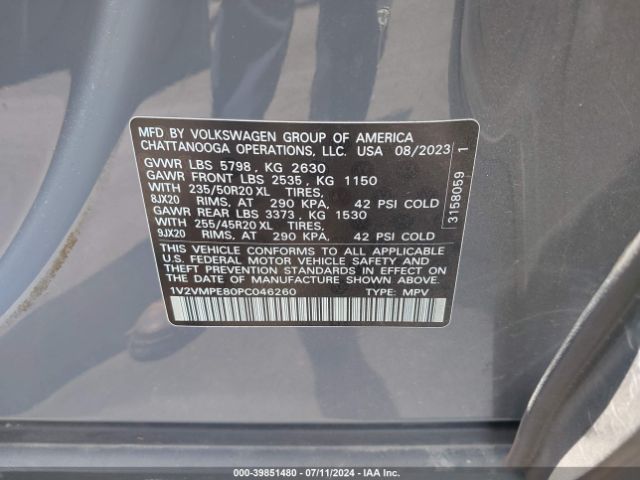 MFD BY VOLKSWAGEN GROUP OF AMERICA
CHATTANOOGA OPERATIONS, LLC. USA 08/2023
GVWR LBS 5798, KG 2630
GAWR FRONT LBS 2535, KG 1150
WITH 235/50R20 XL TIRES,
8JX20 RIMS, AT 290 KPA, 42 PSI COLD
GAWR REAR LBS 3373, KG 1530
WITH 255/45R20 XL TIRES,
9JX20 RIMS, AT 290 KPA, 42 PSI COLD
THIS VEHICLE CONFORMS TO ALL APPLICABLE
U.S. FEDERAL MOTOR VEHICLE SAFETY AND
THEFT PREVENTION STANDARDS IN EFFECT ON
THE DATE OF MANUFACTURE SHOWN ABOVE.
1V2VMPE80PC046260 TYPE: MPV
3158059 1
000-39851480 - 07/11/2024 - IAA Inc.